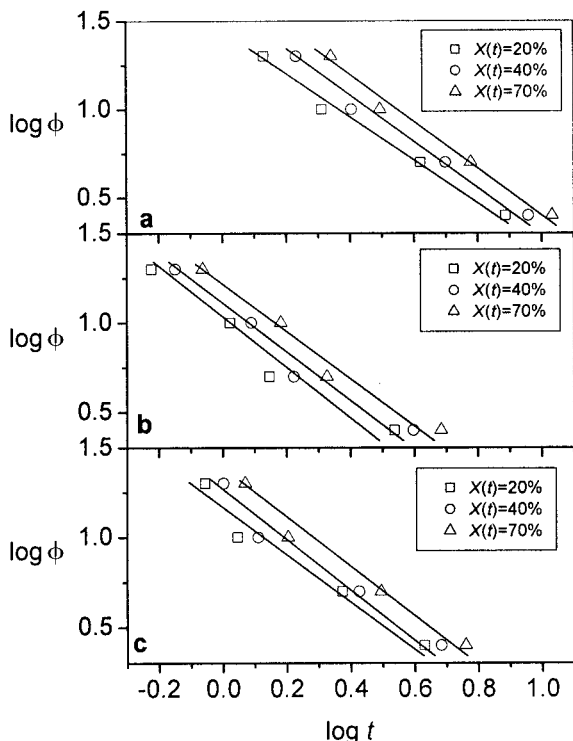 1.5
X(t)=20%
X(t)=40%
X(t)=70%
log ϕ
1.0
0.5
a
1.5
X(t)=20%
X(t)=40%
X(t)=70%
log ϕ
1.0
0.5
b
1.5
X(t)=20%
X(t)=40%
X(t)=70%
log ϕ
1.0
0.5
c
-0.2 0.0 0.2 0.4 0.6 0.8 1.0
log t